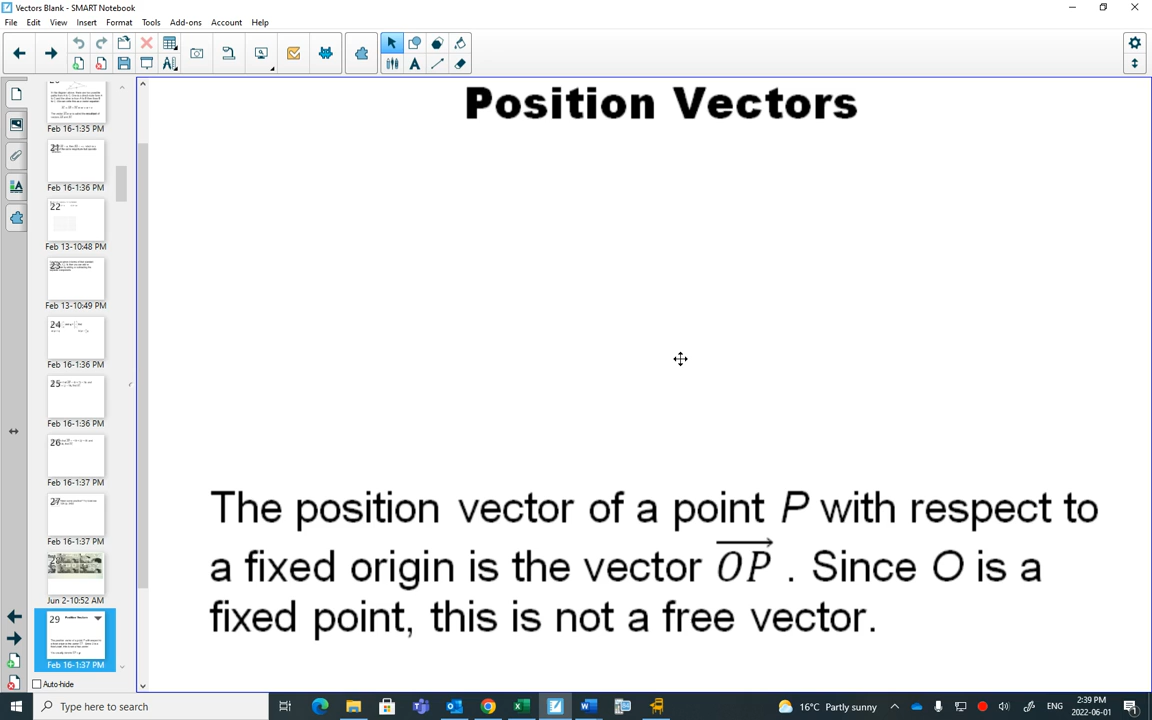 Vectors Blank - SMART Notebook
File Edit View Insert Format Tools Add-ons Account Help
Position Vectors
Feb 16-1:35 PM
21
Feb 16-1:36 PM
22
Feb 13-10:48 PM
23
Feb 13-10:49 PM
24
Feb 16-1:36 PM
25
Feb 16-1:36 PM
26
Feb 16-1:37 PM
27
Feb 16-1:37 PM
Jun 2-10:52 AM
29 Position Vectors
Feb 16-1:37 PM
Auto-hide
The position vector of a point P with respect to
a fixed origin is the vector \overrightarrow{OP} . Since O is a
fixed point, this is not a free vector.
Type here to search
16°C Partly sunny
ENG
2:39 PM
2022-06-01
1